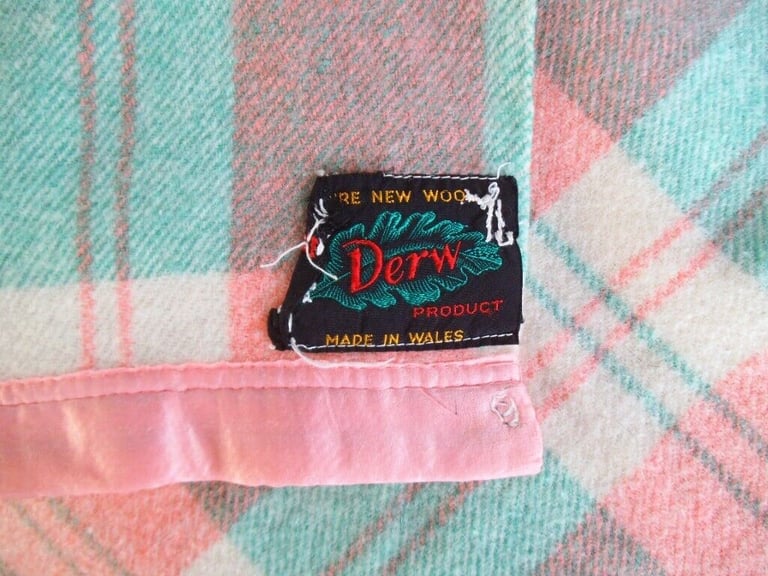 RE NEW WOO
Derw
PRODUCT
MADE IN WALES